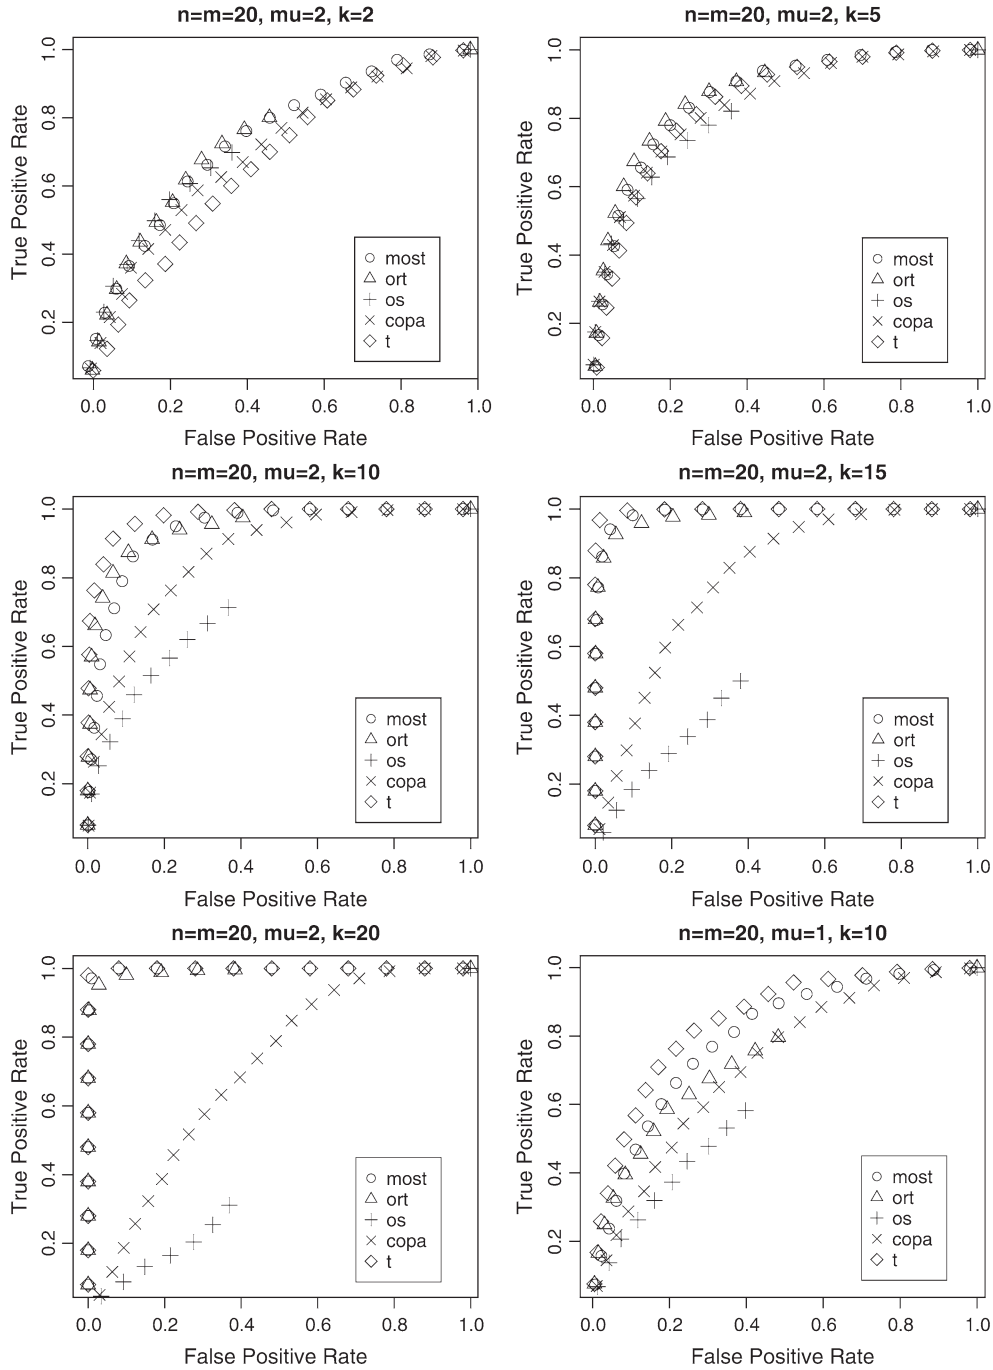 n=m=20, mu=2, k=2
True Positive Rate
1.0
0.8
0.6
0.4
0.2
0.0 0.2 0.4 0.6 0.8 1.0
False Positive Rate
most
ort
os
copa
t
n=m=20, mu=2, k=5
True Positive Rate
1.0
0.8
0.6
0.4
0.2
0.0 0.2 0.4 0.6 0.8 1.0
False Positive Rate
most
ort
os
copa
t
n=m=20, mu=2, k=10
True Positive Rate
1.0
0.8
0.6
0.4
0.2
0.0 0.2 0.4 0.6 0.8 1.0
False Positive Rate
most
ort
os
copa
t
n=m=20, mu=2, k=15
True Positive Rate
1.0
0.8
0.6
0.4
0.2
0.0 0.2 0.4 0.6 0.8 1.0
False Positive Rate
most
ort
os
copa
t
n=m=20, mu=2, k=20
True Positive Rate
1.0
0.8
0.6
0.4
0.2
0.0 0.2 0.4 0.6 0.8 1.0
False Positive Rate
most
ort
os
copa
t
n=m=20, mu=1, k=10
True Positive Rate
1.0
0.8
0.6
0.4
0.2
0.0 0.2 0.4 0.6 0.8 1.0
False Positive Rate
most
ort
os
copa
t